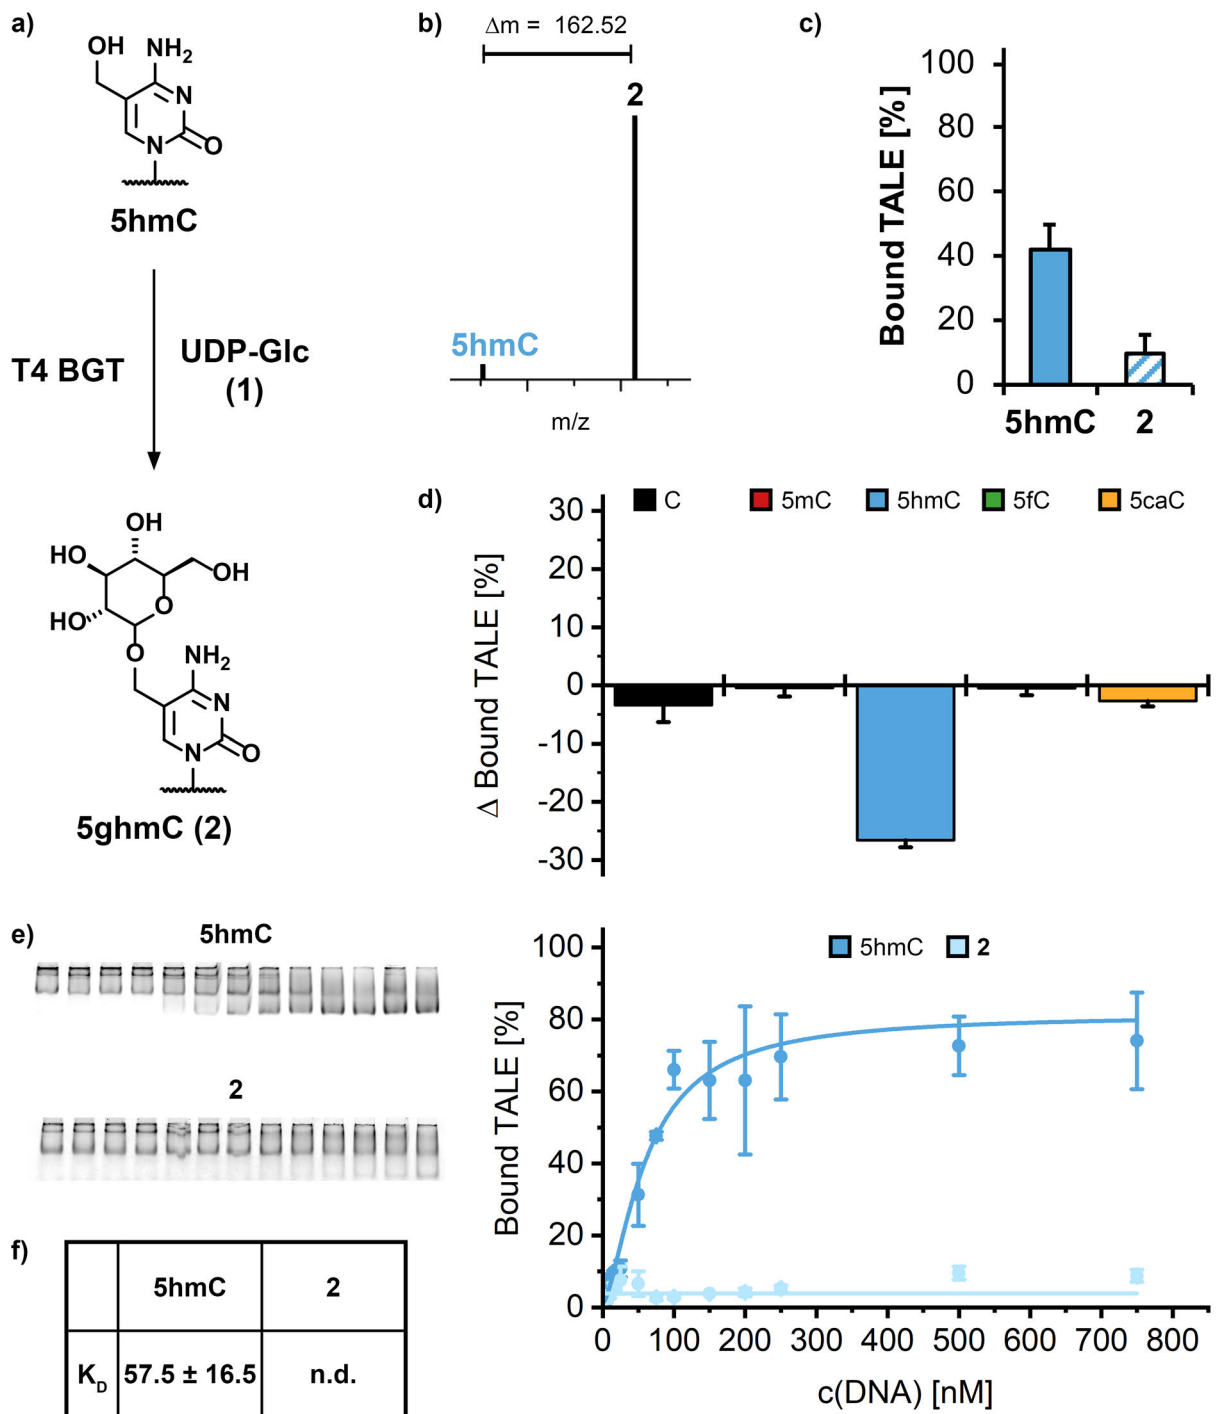 a)
OH
NH2
N
N
O
5hmC
T4 BGT
UDP-Glc
(1)
OH
HO
HO
HO
O
OH
O
NH2
N
N
O
5ghmC (2)
b)
Δm = 162.52
2
5hmC
m/z
c)
Bound TALE [%]
100
80
60
40
20
0
5hmC
2
d)
C
5mC
5hmC
5fC
5caC
Δ Bound TALE [%]
30
20
10
0
-10
-20
-30
e)
5hmC
2
5hmC
2
Bound TALE [%]
100
80
60
40
20
0
0 100 200 300 400 500 600 700 800
c(DNA) [nM]
f)
5hmC 2
KD 57.5 ± 16.5 n.d.